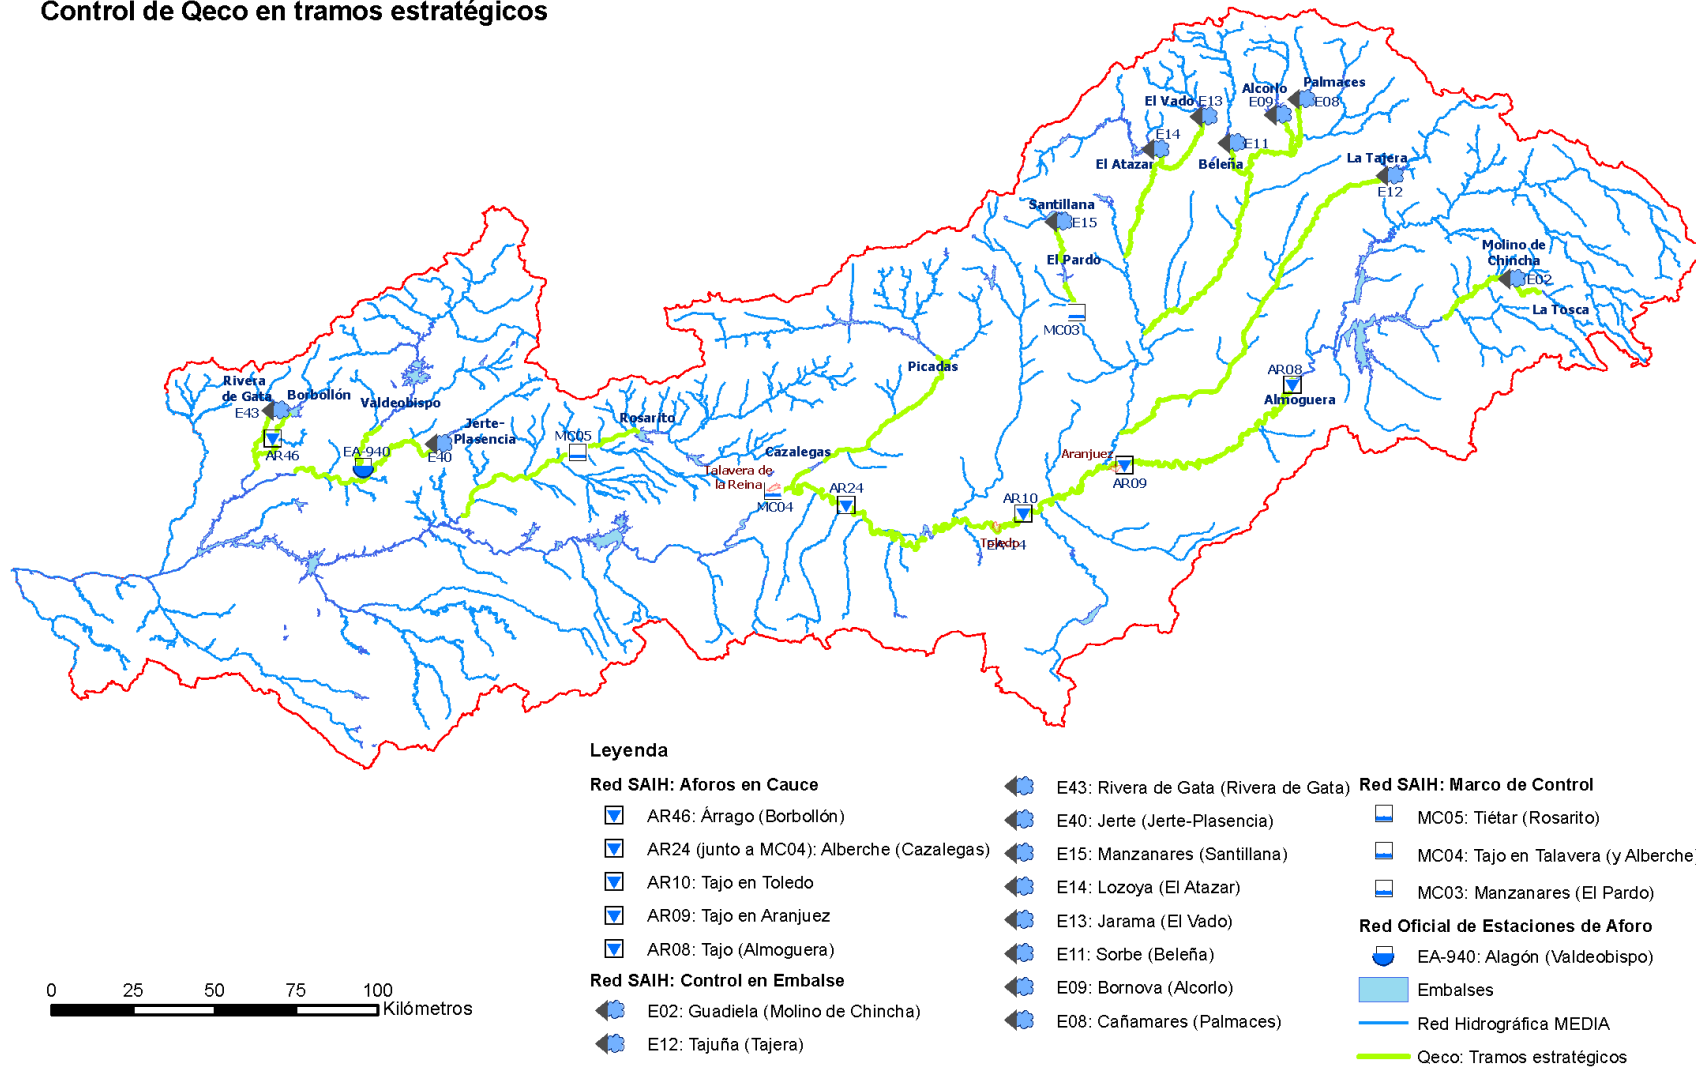 Control de Qeco en tramos estratégicos
Palmaces
Alcorlo
El Vado
E13
E09
E08
E14
E11
El Atazar
Beleña
La Tajera
E12
Santillana
E15
Molino de
Chincha
E02
El Pardo
La Tosca
MC03
Picadas
AR08
Almoguera
Rivera
de Gata
Borbollón
E43
Valdeobispo
Jerte-
Plasencia
Rosarito
MC05
EA-940
E40
AR46
Cazalegas
Talavera de
la Reina
MC04
AR24
Aranjuez
AR09
AR10
Toledo
Leyenda
Red SAIH: Aforos en Cauce
AR46: Árrago (Borbollón)
AR24 (junto a MC04): Alberche (Cazalegas)
AR10: Tajo en Toledo
AR09: Tajo en Aranjuez
AR08: Tajo (Almoguera)
Red SAIH: Control en Embalse
E02: Guadiela (Molino de Chincha)
E12: Tajuña (Tajera)
E43: Rivera de Gata (Rivera de Gata)
E40: Jerte (Jerte-Plasencia)
E15: Manzanares (Santillana)
E14: Lozoya (El Atazar)
E13: Jarama (El Vado)
E11: Sorbe (Beleña)
E09: Bornova (Alcorlo)
E08: Cañamares (Palmaces)
Red SAIH: Marco de Control
MC05: Tiétar (Rosarito)
MC04: Tajo en Talavera (y Alberche)
MC03: Manzanares (El Pardo)
Red Oficial de Estaciones de Aforo
EA-940: Alagón (Valdeobispo)
Embalses
Red Hidrográfica MEDIA
Qeco: Tramos estratégicos
0 25 50 75 100
Kilómetros